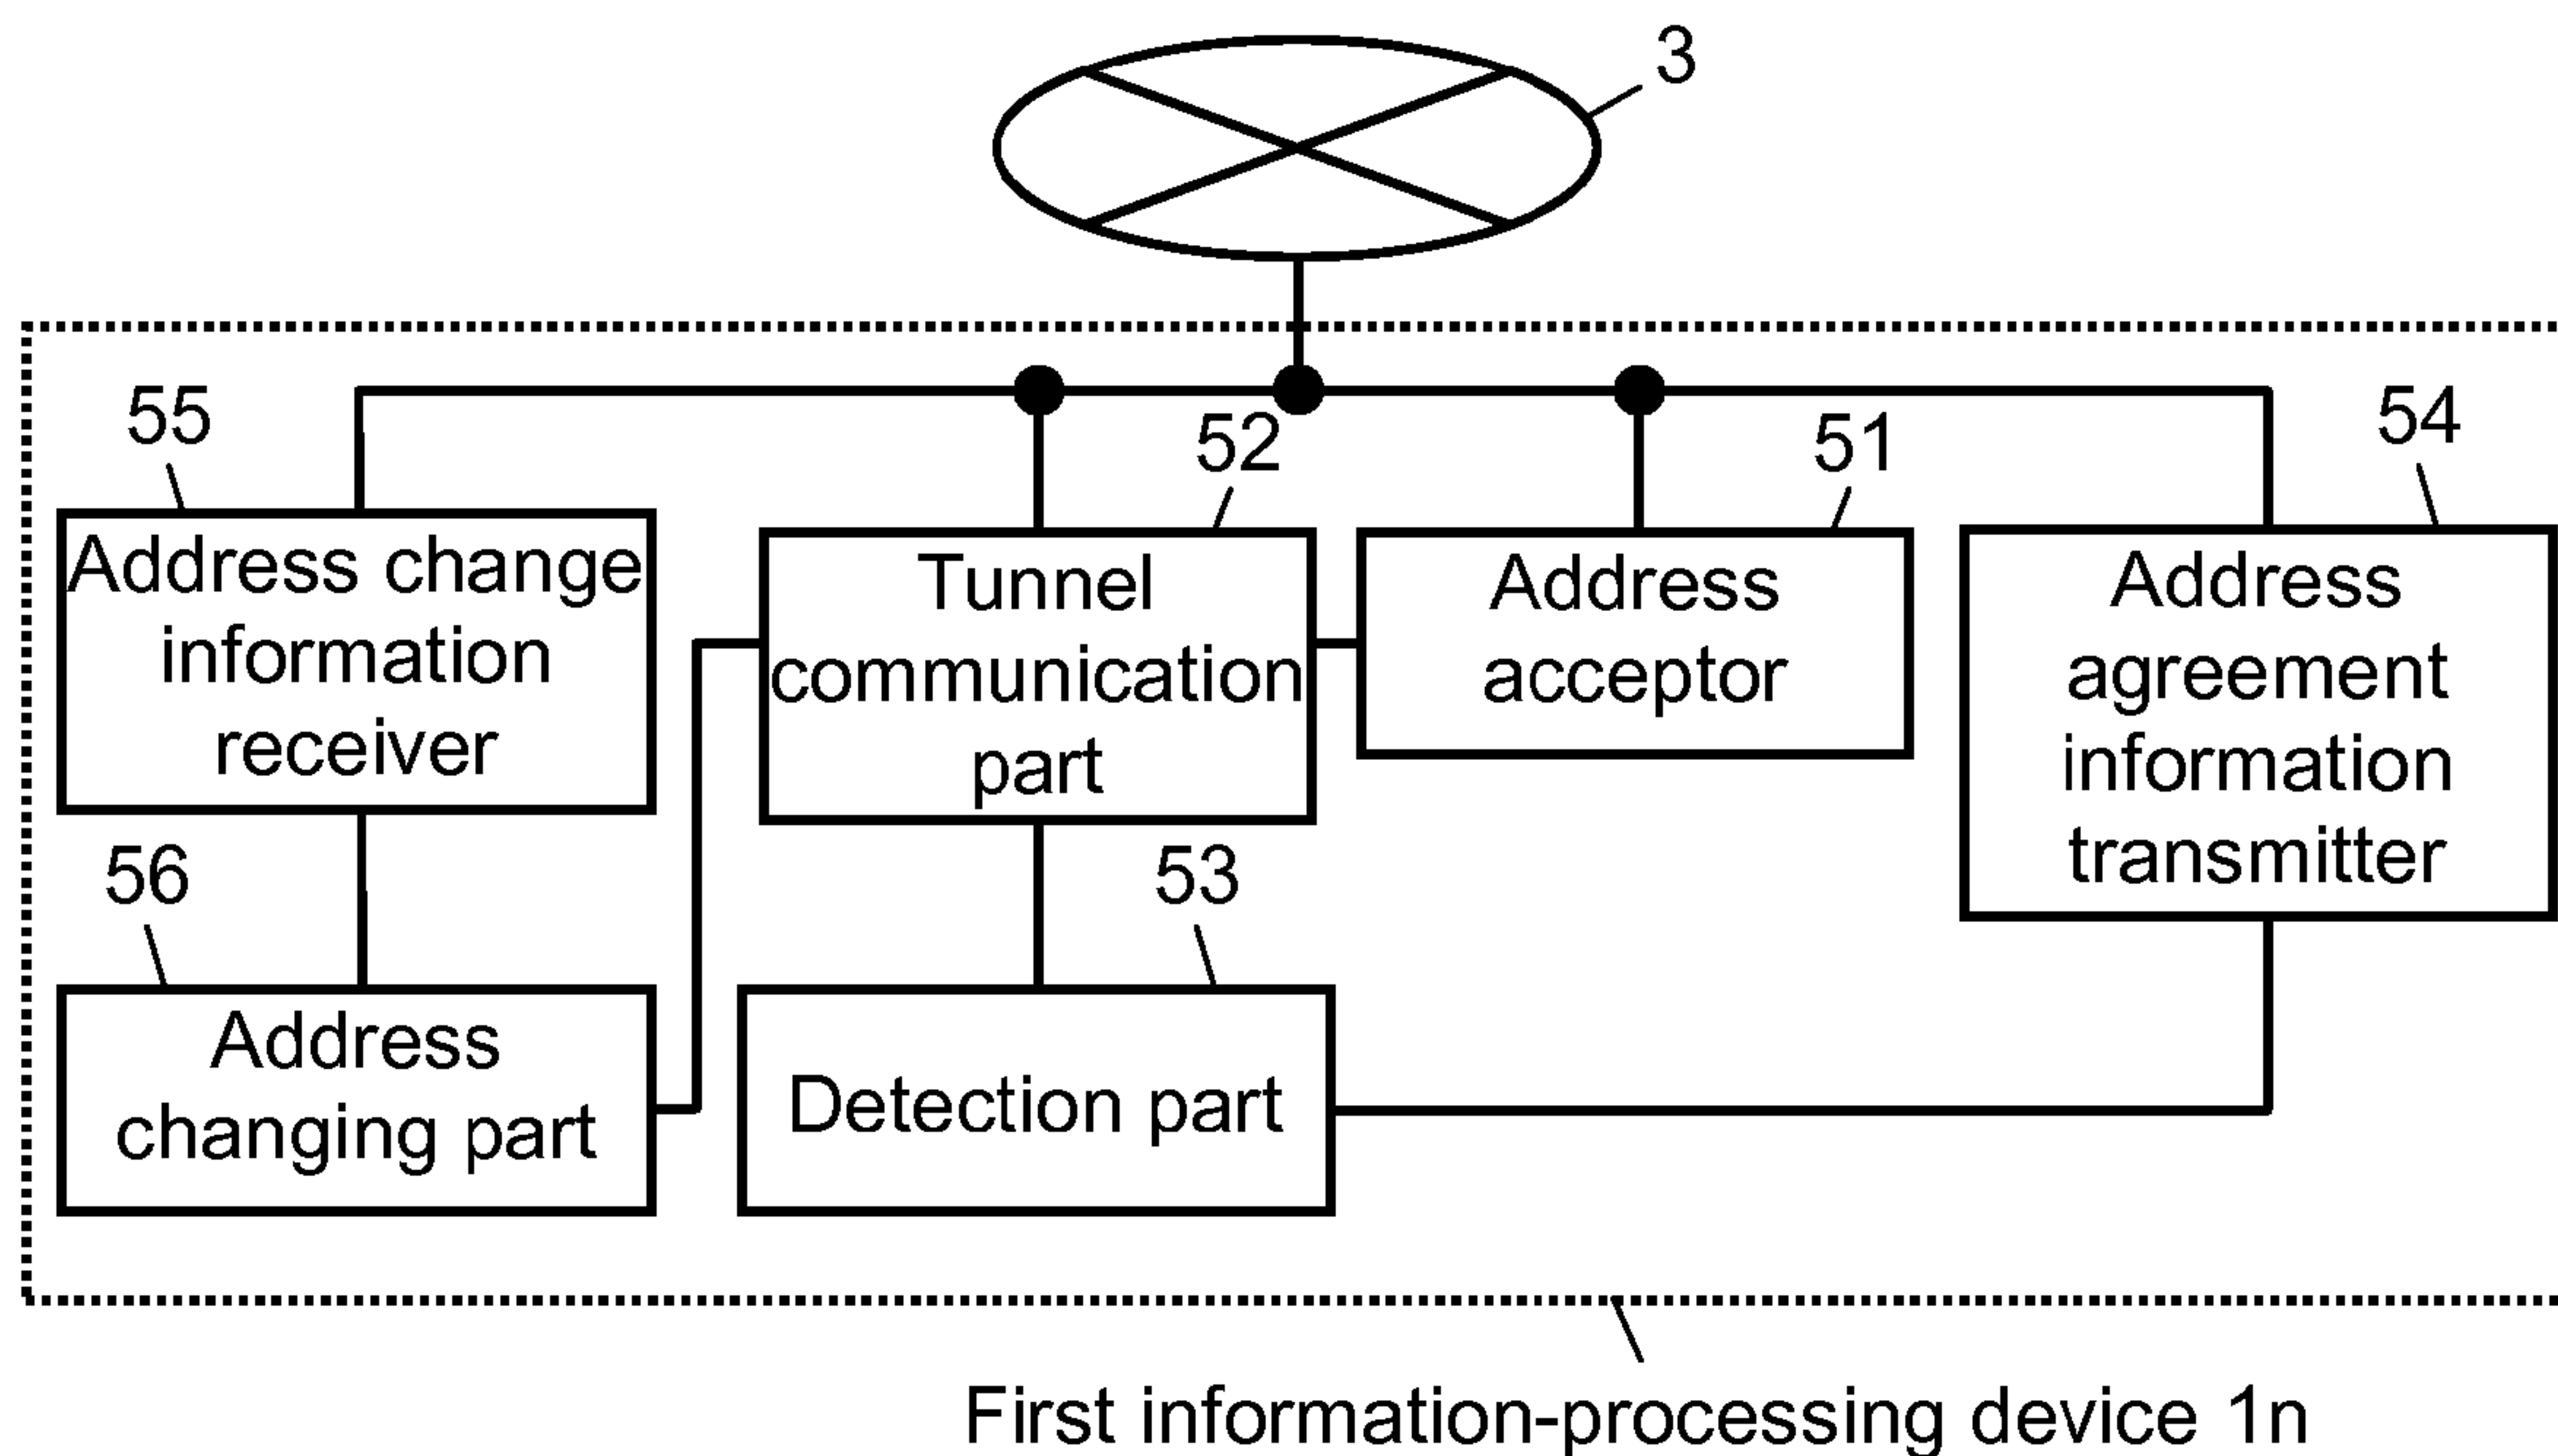 3
55
52
51
54
Address change
information
receiver
Tunnel
communication
part
Address
acceptor
Address
agreement
information
transmitter
56
53
Address
changing part
Detection part
First information-processing device 1n